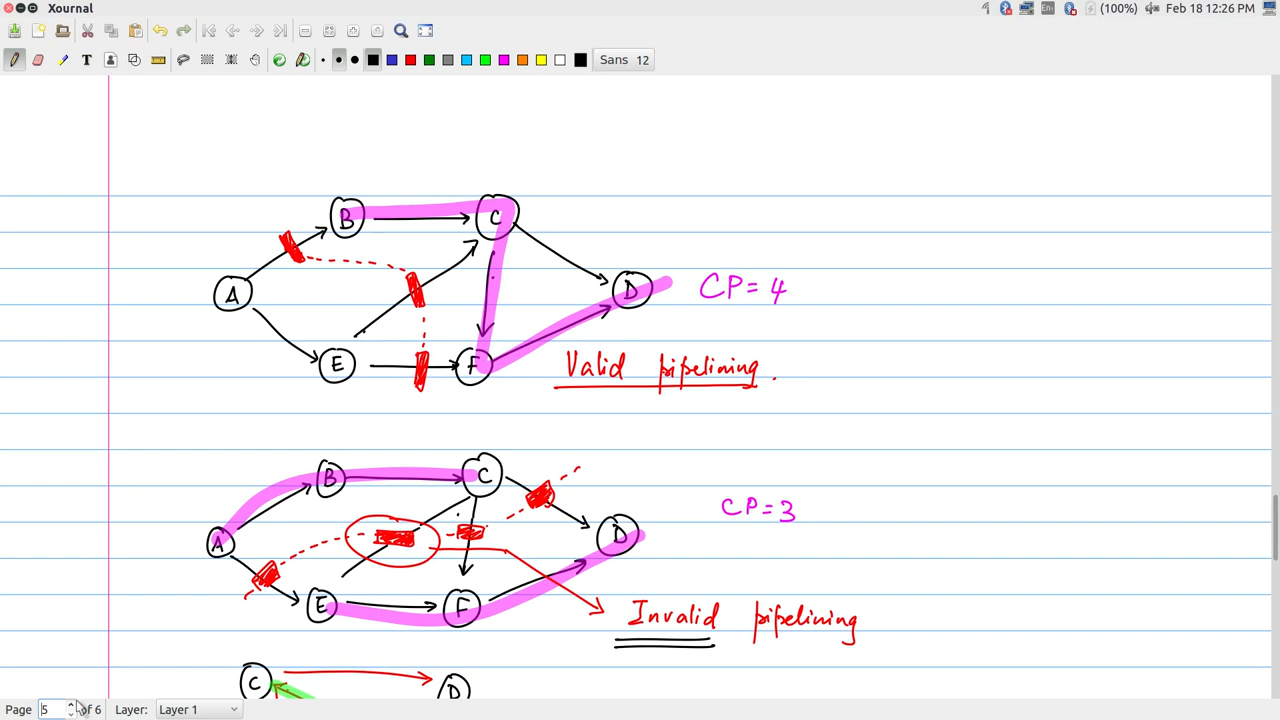 Xournal
(100%)
Feb 18 12:26 PM
En
T
Sans 12
B
C
A
D
CP = 4
E
F
Valid pipelining.
B
C
CP = 3
A
D
E
F
Invalid pipelining
C
D
Page 5 of 6 Layer: Layer 1